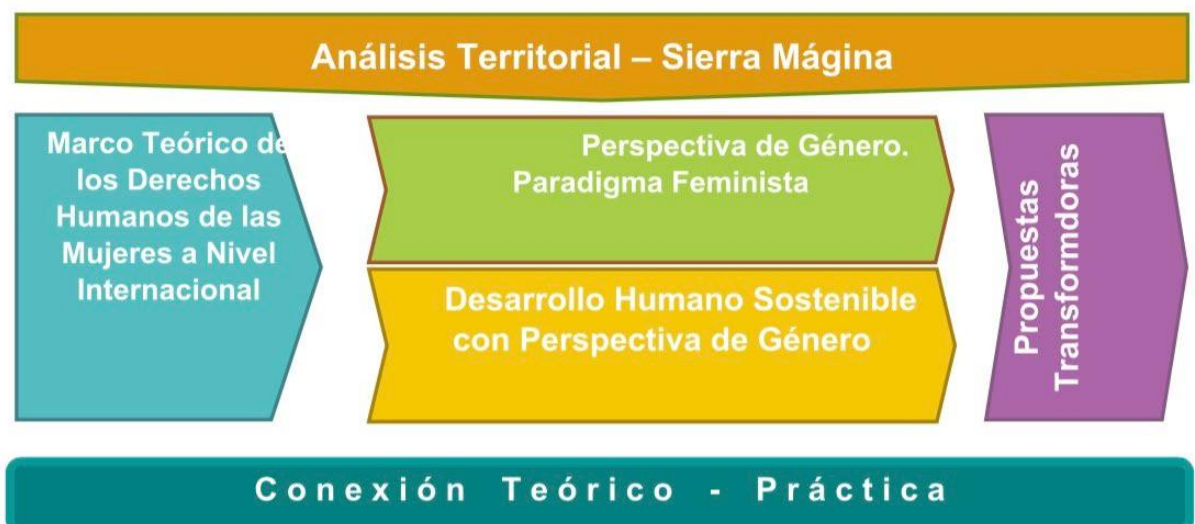 Análisis Territorial – Sierra Mágina
Marco Teórico de
los Derechos
Humanos de las
Mujeres a Nivel
Internacional
Perspectiva de Género.
Paradigma Feminista
Desarrollo Humano Sostenible
con Perspectiva de Género
Propuestas
Transformdoras
Conexión Teórico - Práctica